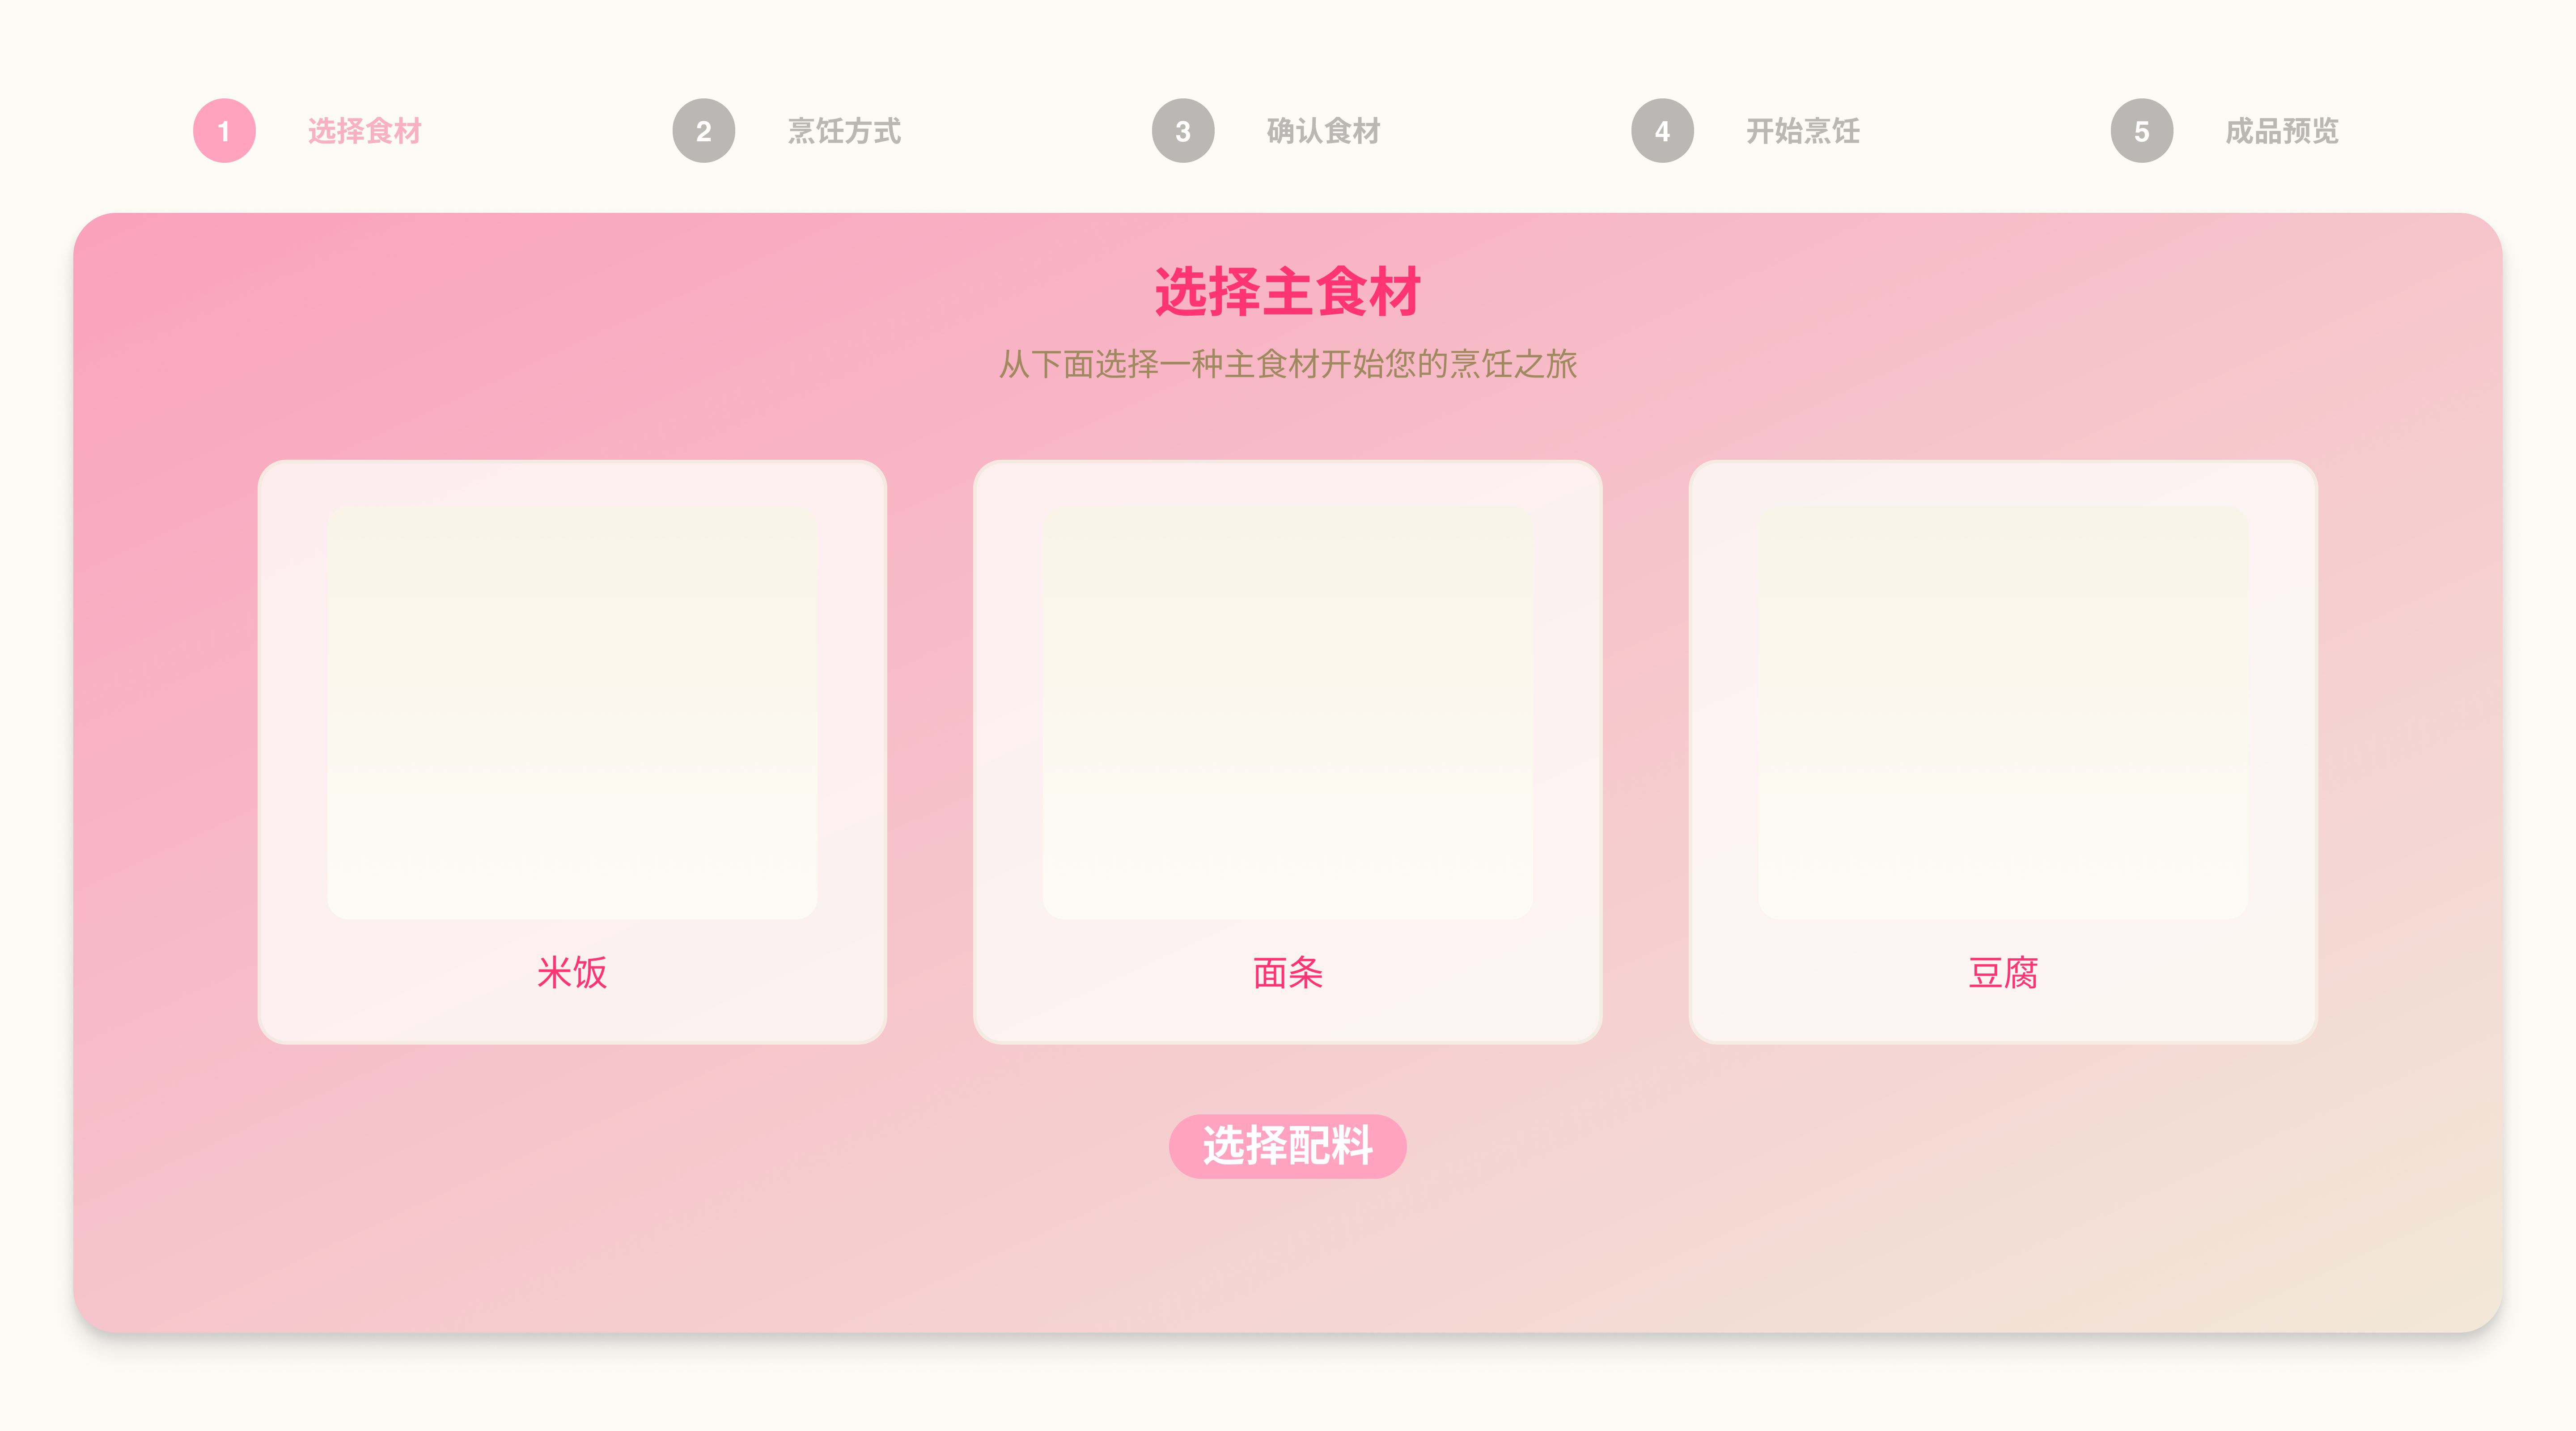 1 选择食材 2 烹饪方式 3 确认食材 4 开始烹饪 5 成品预览
选择主食材
从下面选择一种主食材开始您的烹饪之旅
米饭 面条 豆腐
选择配料